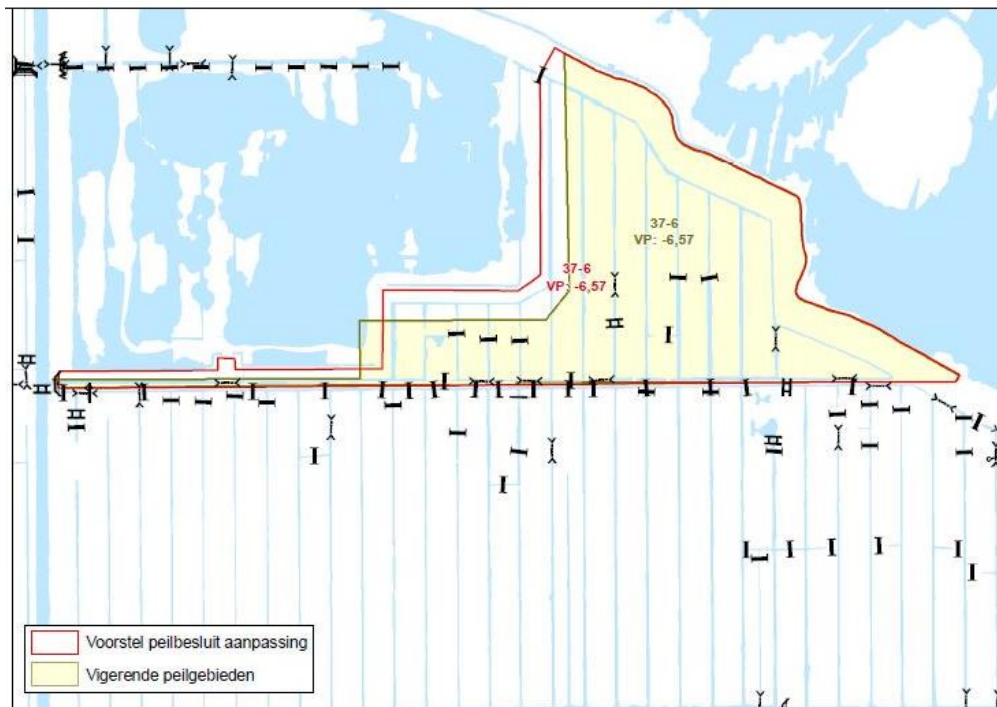 37-6
VP: -6,57
37-6
VP: -6,57
Voorstel peilbesluit aanpassing
Vigerende peilgebieden